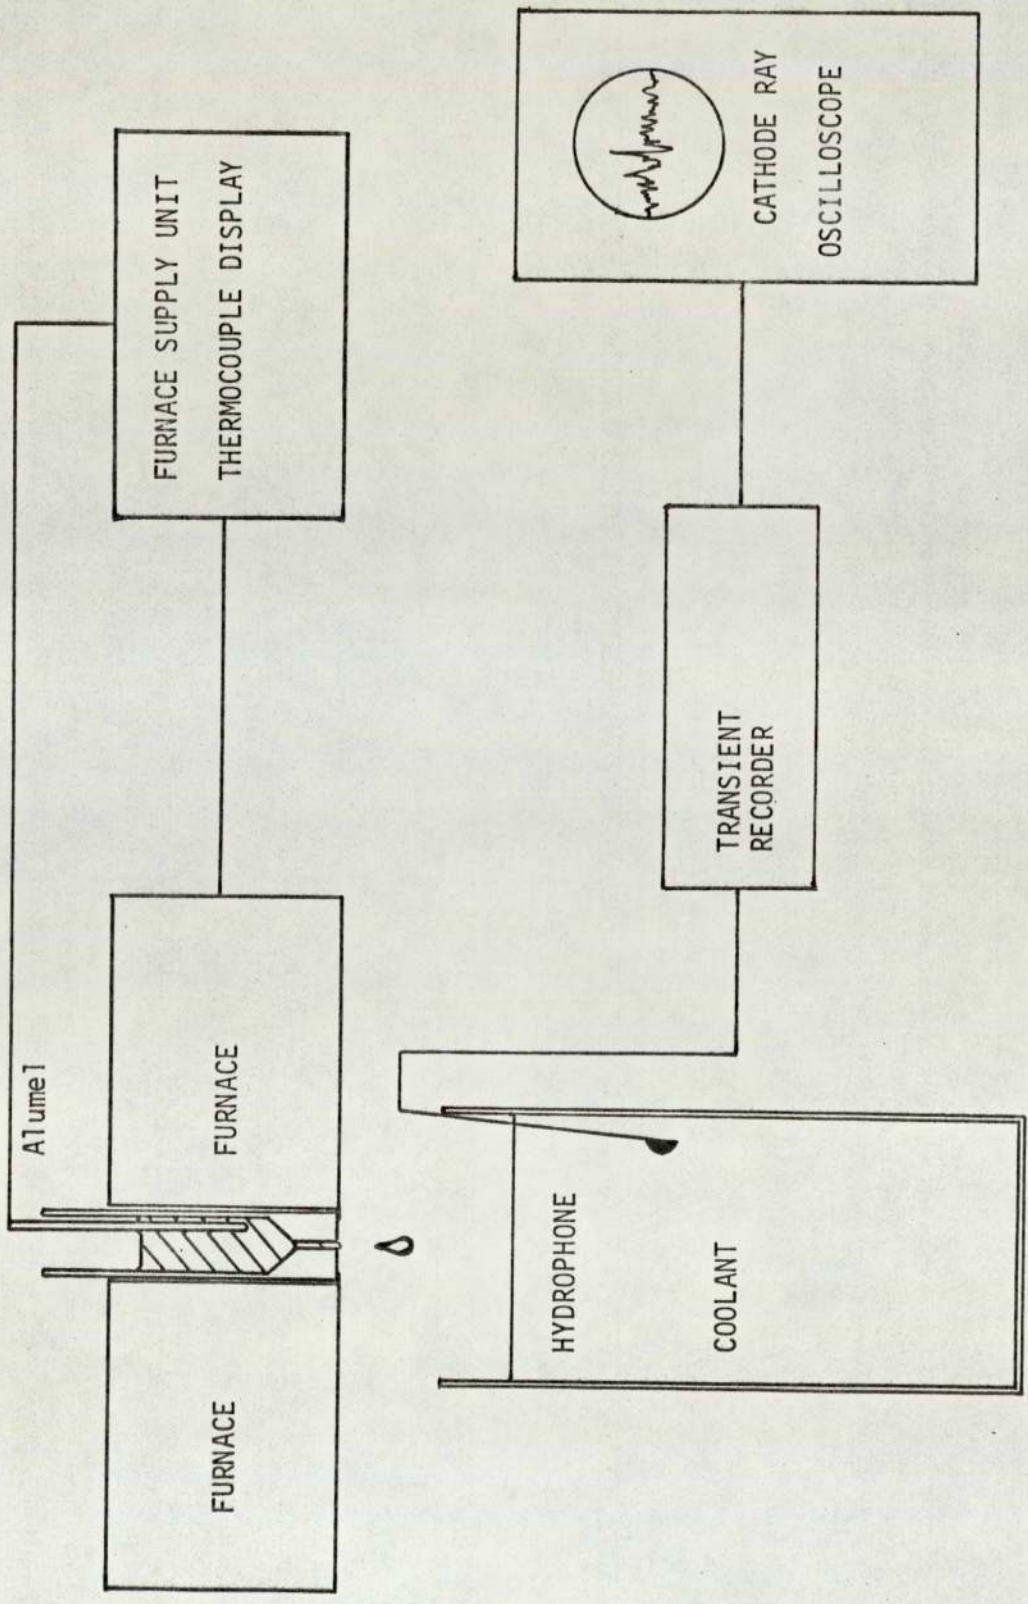 Alumel
FURNACE
FURNACE
FURNACE SUPPLY UNIT
THERMOCOUPLE DISPLAY
HYDROPHONE
COOLANT
TRANSIENT
RECORDER
CATHODE RAY
OSCILLOSCOPE